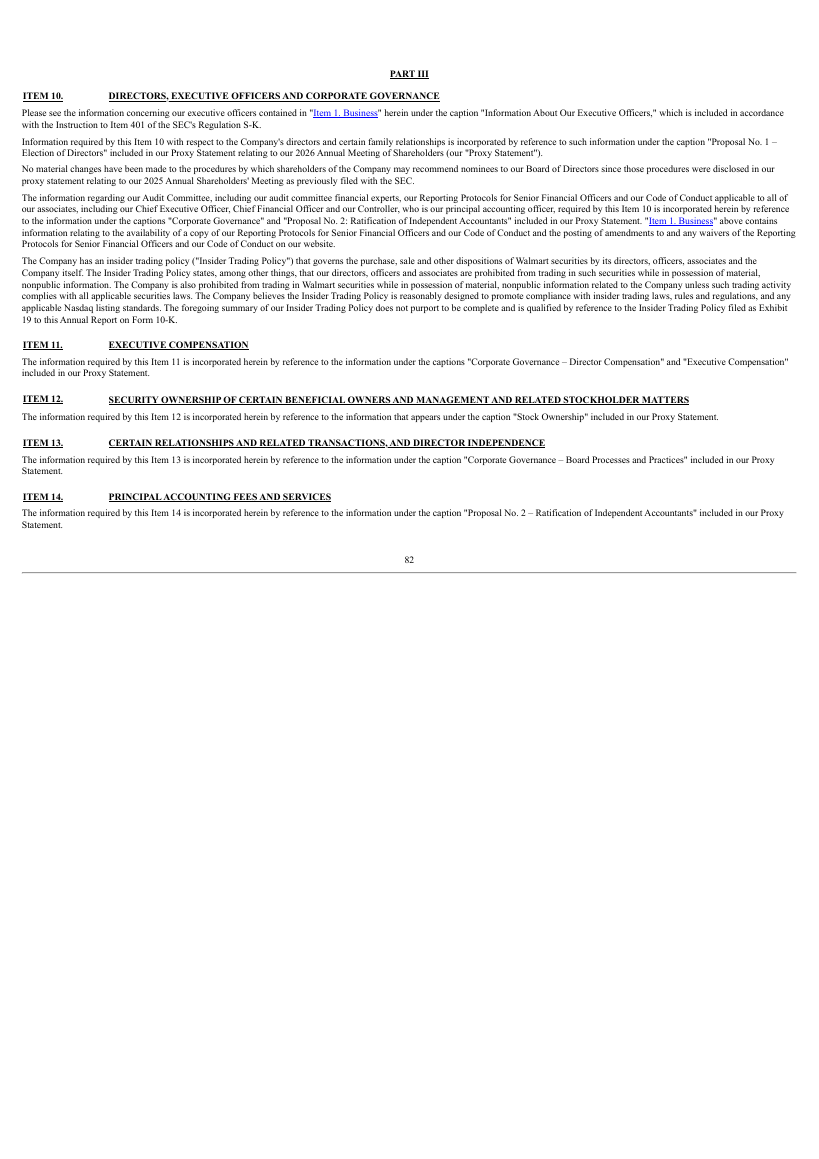 PART III
ITEM 10. DIRECTORS, EXECUTIVE OFFICERS AND CORPORATE GOVERNANCE
Please see the information concerning our executive officers contained in "Item 1. Business" herein under the caption "Information About Our Executive Officers," which is included in accordance
with the Instruction to Item 401 of the SEC's Regulation S-K.
Information required by this Item 10 with respect to the Company's directors and certain family relationships is incorporated by reference to such information under the caption "Proposal No. 1 –
Election of Directors" included in our Proxy Statement relating to our 2026 Annual Meeting of Shareholders (our "Proxy Statement").
No material changes have been made to the procedures by which shareholders of the Company may recommend nominees to our Board of Directors since those procedures were disclosed in our
proxy statement relating to our 2025 Annual Shareholders' Meeting as previously filed with the SEC.
The information regarding our Audit Committee, including our audit committee financial experts, our Reporting Protocols for Senior Financial Officers and our Code of Conduct applicable to all of
our associates, including our Chief Executive Officer, Chief Financial Officer and our Controller, who is our principal accounting officer, required by this Item 10 is incorporated herein by reference
to the information under the captions "Corporate Governance" and "Proposal No. 2: Ratification of Independent Accountants" included in our Proxy Statement. "Item 1. Business" above contains
information relating to the availability of a copy of our Reporting Protocols for Senior Financial Officers and our Code of Conduct and the posting of amendments to and any waivers of the Reporting
Protocols for Senior Financial Officers and our Code of Conduct on our website.
The Company has an insider trading policy ("Insider Trading Policy") that governs the purchase, sale and other dispositions of Walmart securities by its directors, officers, associates and the
Company itself. The Insider Trading Policy states, among other things, that our directors, officers and associates are prohibited from trading in such securities while in possession of material,
nonpublic information. The Company is also prohibited from trading in Walmart securities while in possession of material, nonpublic information related to the Company unless such trading activity
complies with all applicable securities laws. The Company believes the Insider Trading Policy is reasonably designed to promote compliance with insider trading laws, rules and regulations, and any
applicable Nasdaq listing standards. The foregoing summary of our Insider Trading Policy does not purport to be complete and is qualified by reference to the Insider Trading Policy filed as Exhibit
19 to this Annual Report on Form 10-K.
ITEM 11. EXECUTIVE COMPENSATION
The information required by this Item 11 is incorporated herein by reference to the information under the captions "Corporate Governance – Director Compensation" and "Executive Compensation"
included in our Proxy Statement.
ITEM 12. SECURITY OWNERSHIP OF CERTAIN BENEFICIAL OWNERS AND MANAGEMENT AND RELATED STOCKHOLDER MATTERS
The information required by this Item 12 is incorporated herein by reference to the information that appears under the caption "Stock Ownership" included in our Proxy Statement.
ITEM 13. CERTAIN RELATIONSHIPS AND RELATED TRANSACTIONS, AND DIRECTOR INDEPENDENCE
The information required by this Item 13 is incorporated herein by reference to the information under the caption "Corporate Governance – Board Processes and Practices" included in our Proxy
Statement.
ITEM 14. PRINCIPAL ACCOUNTING FEES AND SERVICES
The information required by this Item 14 is incorporated herein by reference to the information under the caption "Proposal No. 2 – Ratification of Independent Accountants" included in our Proxy
Statement.
82